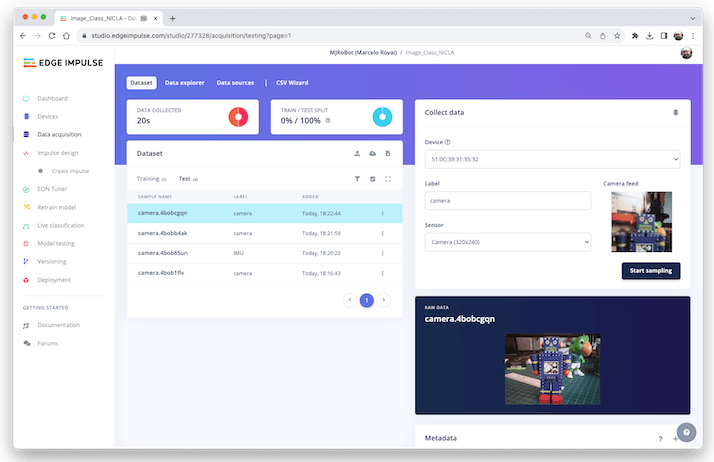 Image_Class_NICLA - Dat
studio.edgeimpulse.com/studio/277328/acquisition/testing?page=1
MJRoBot (Marcelo Rovai) / Image_Class_NICLA
EDGE IMPULSE
Dashboard
Devices
Data acquisition
Impulse design
Create impulse
EON Tuner
Retrain model
Live classification
Model testing
Versioning
Deployment
GETTING STARTED
Documentation
Forums
Dataset Data explorer Data sources | CSV Wizard
DATA COLLECTED
20s
TRAIN / TEST SPLIT
0% / 100%
Dataset
Training Test (4)
SAMPLE NAME LABEL ADDED
camera.4bobcgqn camera Today, 18:22:44
camera.4bobb4ak camera Today, 18:21:59
camera.4bob85un IMU Today, 18:20:22
camera.4bob1flv camera Today, 18:16:43
1
Collect data
Device
51:0C:39:31:35:32
Label
camera
Sensor
Camera (320x240)
Camera feed
Start sampling
RAW DATA
camera.4bobcgqn
Metadata